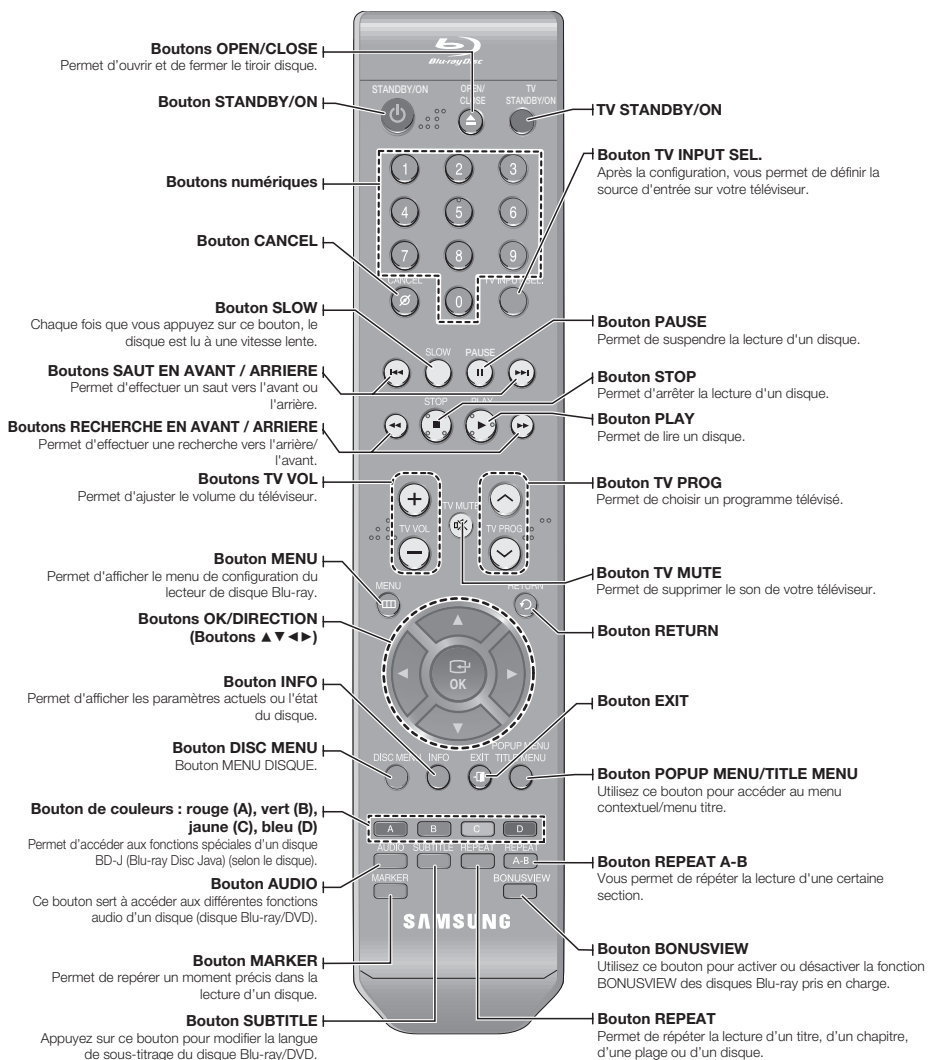 Boutons OPEN/CLOSE
Permet d'ouvrir et de fermer le tiroir disque.
Bouton STANDBY/ON
Boutons numériques
Bouton CANCEL
Bouton SLOW
Chaque fois que vous appuyez sur ce bouton, le
disque est lu à une vitesse lente.
Boutons SAUT EN AVANT / ARRIERE
Permet d'effectuer un saut vers l'avant ou
l'arrière.
Boutons RECHERCHE EN AVANT / ARRIERE
Permet d'effectuer une recherche vers l'arrière/
l'avant.
Boutons TV VOL
Permet d'ajuster le volume du téléviseur.
Bouton MENU
Permet d'afficher le menu de configuration du
lecteur de disque Blu-ray.
Boutons OK/DIRECTION
(Boutons ▲▼◄►)
Bouton INFO
Permet d'afficher les paramètres actuels ou l'état
du disque.
Bouton DISC MENU
Bouton MENU DISQUE.
Bouton de couleurs : rouge (A), vert (B),
jaune (C), bleu (D)
Permet d'accéder aux fonctions spéciales d'un disque
BD-J (Blu-ray Disc Java) (selon le disque).
Bouton AUDIO
Ce bouton sert à accéder aux différentes fonctions
audio d'un disque (disque Blu-ray/DVD).
Bouton MARKER
Permet de repérer un moment précis dans la
lecture d'un disque.
Bouton SUBTITLE
Appuyez sur ce bouton pour modifier la langue
de sous-titrage du disque Blu-ray/DVD.
Blu-ray Disc
STANDBY/ON
OPEN/
CLOSE
TV
STANDBY/ON
1 2 3
4 5 6
7 8 9
CANCEL 0 TV INPUT SEL.
SLOW PAUSE
STOP PLAY
TV MUTE
TV VOL TV PROG
MENU RETURN
OK
DISC MENU INFO EXIT POPUP MENU
TITLE MENU
A B C D
AUDIO SUBTITLE REPEAT REPEAT
A-B
MARKER BONUSVIEW
SAMSUNG
TV STANDBY/ON
Bouton TV INPUT SEL.
Après la configuration, vous permet de définir la
source d'entrée sur votre téléviseur.
Bouton PAUSE
Permet de suspendre la lecture d'un disque.
Bouton STOP
Permet d'arrêter la lecture d'un disque.
Bouton PLAY
Permet de lire un disque.
Bouton TV PROG
Permet de choisir un programme télévisé.
Bouton TV MUTE
Permet de supprimer le son de votre téléviseur.
Bouton RETURN
Bouton EXIT
Bouton POPUP MENU/TITLE MENU
Utilisez ce bouton pour accéder au menu
contextuel/menu titre.
Bouton REPEAT A-B
Vous permet de répéter la lecture d'une certaine
section.
Bouton BONUSVIEW
Utilisez ce bouton pour activer ou désactiver la fonction
BONUSVIEW des disques Blu-ray pris en charge.
Bouton REPEAT
Permet de répéter la lecture d'un titre, d'un chapitre,
d'une plage ou d'un disque.